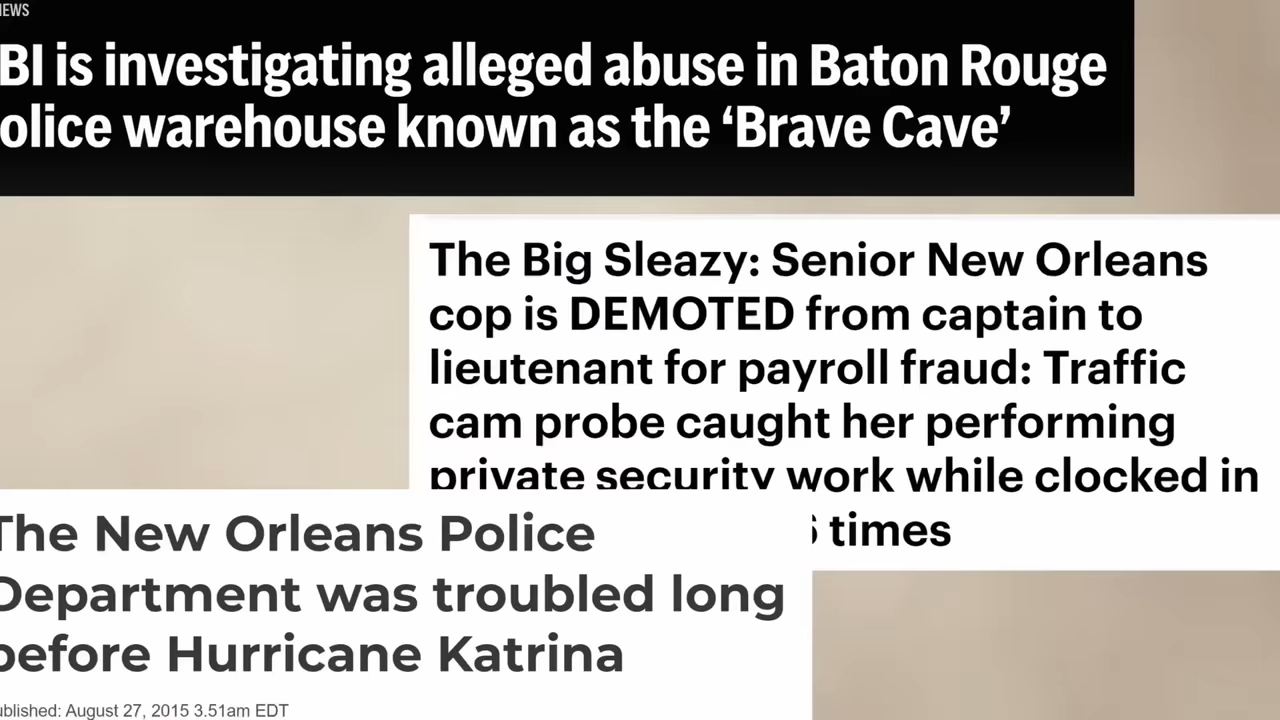 NEWS
BI is investigating alleged abuse in Baton Rouge
olice warehouse known as the ‘Brave Cave’
The Big Sleazy: Senior New Orleans
cop is DEMOTED from captain to
lieutenant for payroll fraud: Traffic
cam probe caught her performing
private security work while clocked in
times
The New Orleans Police
Department was troubled long
before Hurricane Katrina
ublished: August 27, 2015 3.51am EDT